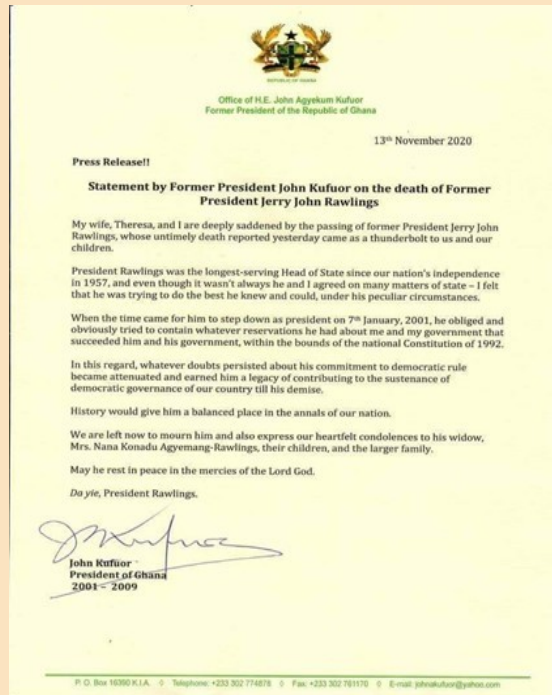 REPUBLIC OF GHANA
Office of H.E. John Agyekum Kufuor
Former President of the Republic of Ghana
13th November 2020
Press Release!!
Statement by Former President John Kufuor on the death of Former
President Jerry John Rawlings
My wife, Theresa, and I are deeply saddened by the passing of former President Jerry John
Rawlings, whose untimely death reported yesterday came as a thunderbolt to us and our
children.
President Rawlings was the longest-serving Head of State since our nation's independence
in 1957, and even though it wasn't always he and I agreed on many matters of state – I felt
that he was trying to do the best he knew and could, under his peculiar circumstances.
When the time came for him to step down as president on 7th January, 2001, he obliged and
obviously tried to contain whatever reservations he had about me and my government that
succeeded him and his government, within the bounds of the national Constitution of 1992.
In this regard, whatever doubts persisted about his commitment to democratic rule
became attenuated and earned him a legacy of contributing to the sustenance of
democratic governance of our country till his demise.
History would give him a balanced place in the annals of our nation.
We are left now to mourn him and also express our heartfelt condolences to his widow,
Mrs. Nana Konadu Agyemang-Rawlings, their children, and the larger family.
May he rest in peace in the mercies of the Lord God.
Da yie, President Rawlings.
JAKufuor
John Kufuor
President of Ghana
2001 – 2009
P. O. Box 16390 K.I.A. ◊ Telephone: +233 302 774876 ◊ Fax: +233 302 761170 ◊ E-mail: johnakufuor@yahoo.com